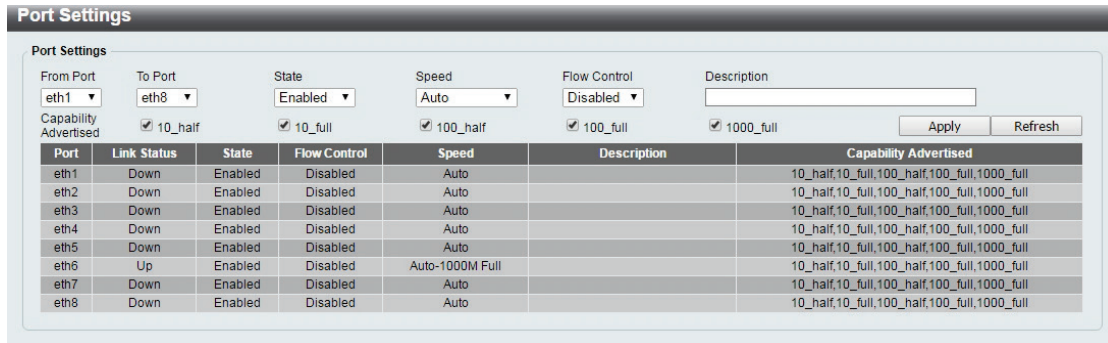 Port Settings
Port Settings
From Port To Port State Speed Flow Control Description
eth1 eth8 Enabled Auto Disabled
Capability Advertised 10_half 10_full 100_half 100_full 1000_full Apply Refresh
Port Link Status State Flow Control Speed Description Capability Advertised
eth1 Down Enabled Disabled Auto 10_half,10_full,100_half,100_full,1000_full
eth2 Down Enabled Disabled Auto 10_half,10_full,100_half,100_full,1000_full
eth3 Down Enabled Disabled Auto 10_half,10_full,100_half,100_full,1000_full
eth4 Down Enabled Disabled Auto 10_half,10_full,100_half,100_full,1000_full
eth5 Down Enabled Disabled Auto 10_half,10_full,100_half,100_full,1000_full
eth6 Up Enabled Disabled Auto-1000M Full 10_half,10_full,100_half,100_full,1000_full
eth7 Down Enabled Disabled Auto 10_half,10_full,100_half,100_full,1000_full
eth8 Down Enabled Disabled Auto 10_half,10_full,100_half,100_full,1000_full